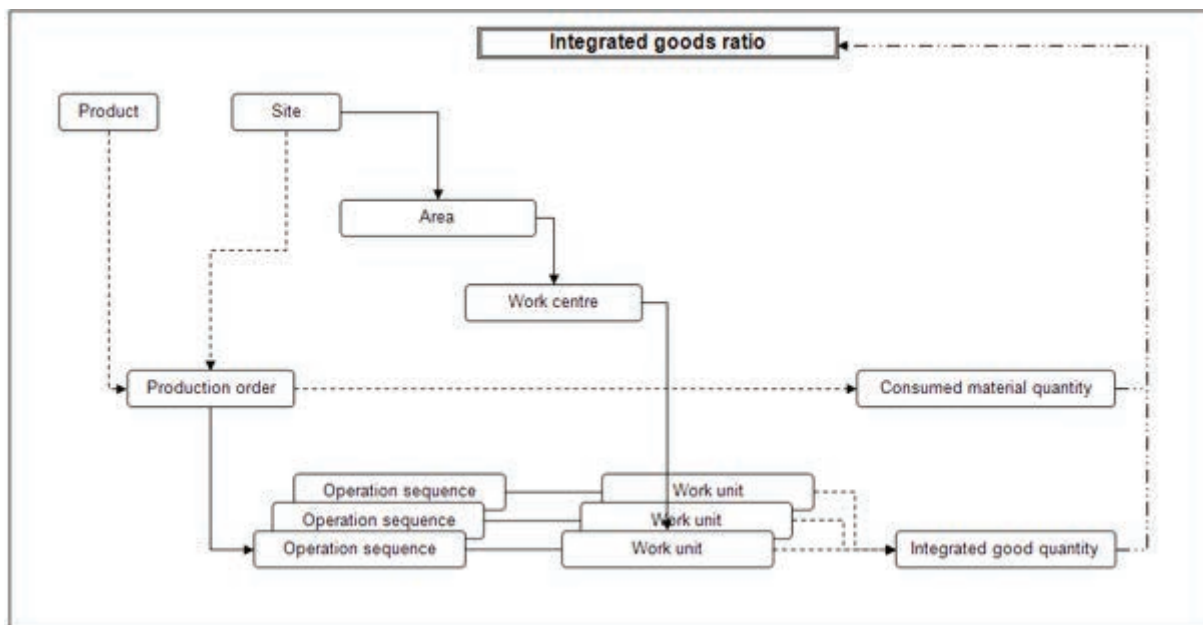 Integrated goods ratio
Product
Site
Area
Work centre
Production order
Consumed material quantity
Operation sequence
Work unit
Operation sequence
Work unit
Operation sequence
Work unit
Integrated good quantity